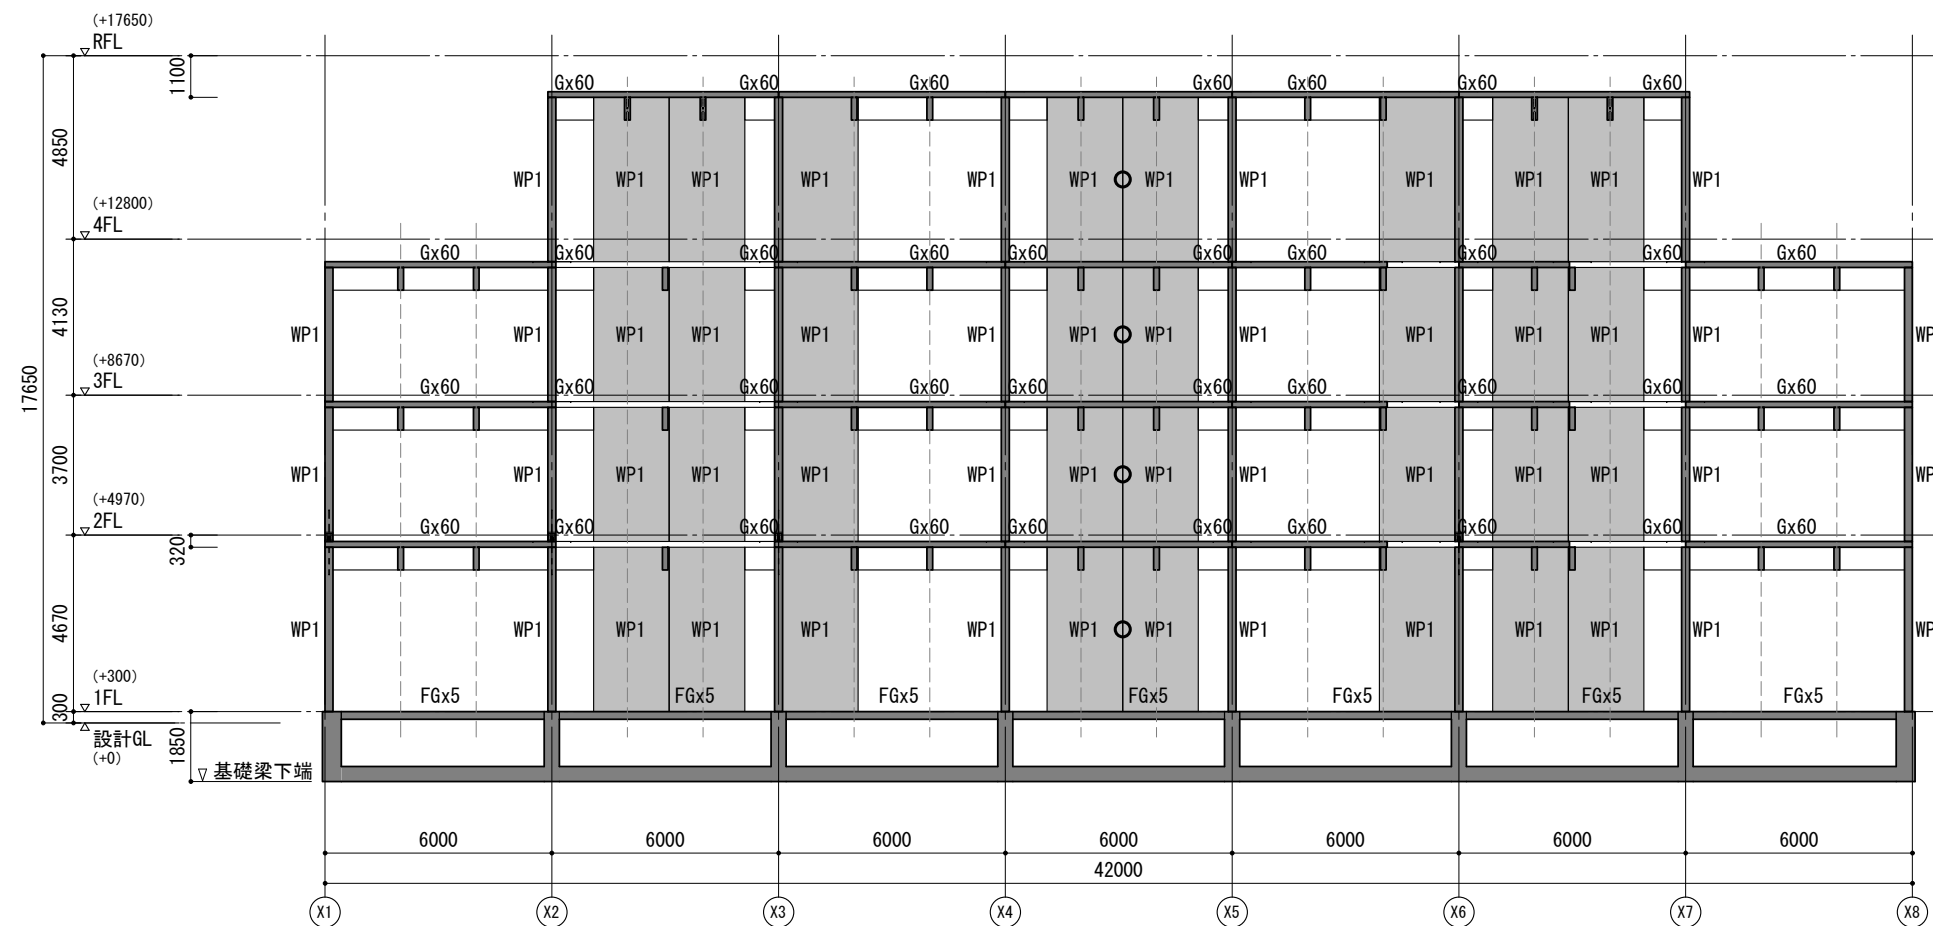 (+17650)
RFL
1100
Gx60 Gx60 Gx60 Gx60 Gx60 Gx60 Gx60
4850
WP1 WP1 WP1 WP1 WP1 WP1 WP1 WP1 WP1 WP1 WP1 WP1
(+12800)
4FL
Gx60 Gx60 Gx60 Gx60 Gx60 Gx60 Gx60 Gx60 Gx60 Gx60
4130
WP1 WP1 WP1 WP1 WP1 WP1 WP1 WP1 WP1 WP1 WP1 WP1 WP1 WP
17650
(+8670)
3FL
Gx60 Gx60 Gx60 Gx60 Gx60 Gx60 Gx60 Gx60 Gx60 Gx60
3700
WP1 WP1 WP1 WP1 WP1 WP1 WP1 WP1 WP1 WP1 WP1 WP1 WP1 WP
(+4970)
2FL
Gx60 Gx60 Gx60 Gx60 Gx60 Gx60 Gx60 Gx60 Gx60 Gx60
320
4670
WP1 WP1 WP1 WP1 WP1 WP1 WP1 WP1 WP1 WP1 WP1 WP1 WP1 WP
(+300)
1FL
FGx5 FGx5 FGx5 FGx5 FGx5 FGx5 FGx5
300
設計GL
(+0)
1850
基礎梁下端
6000 6000 6000 6000 6000 6000 6000
42000
X1 X2 X3 X4 X5 X6 X7 X8